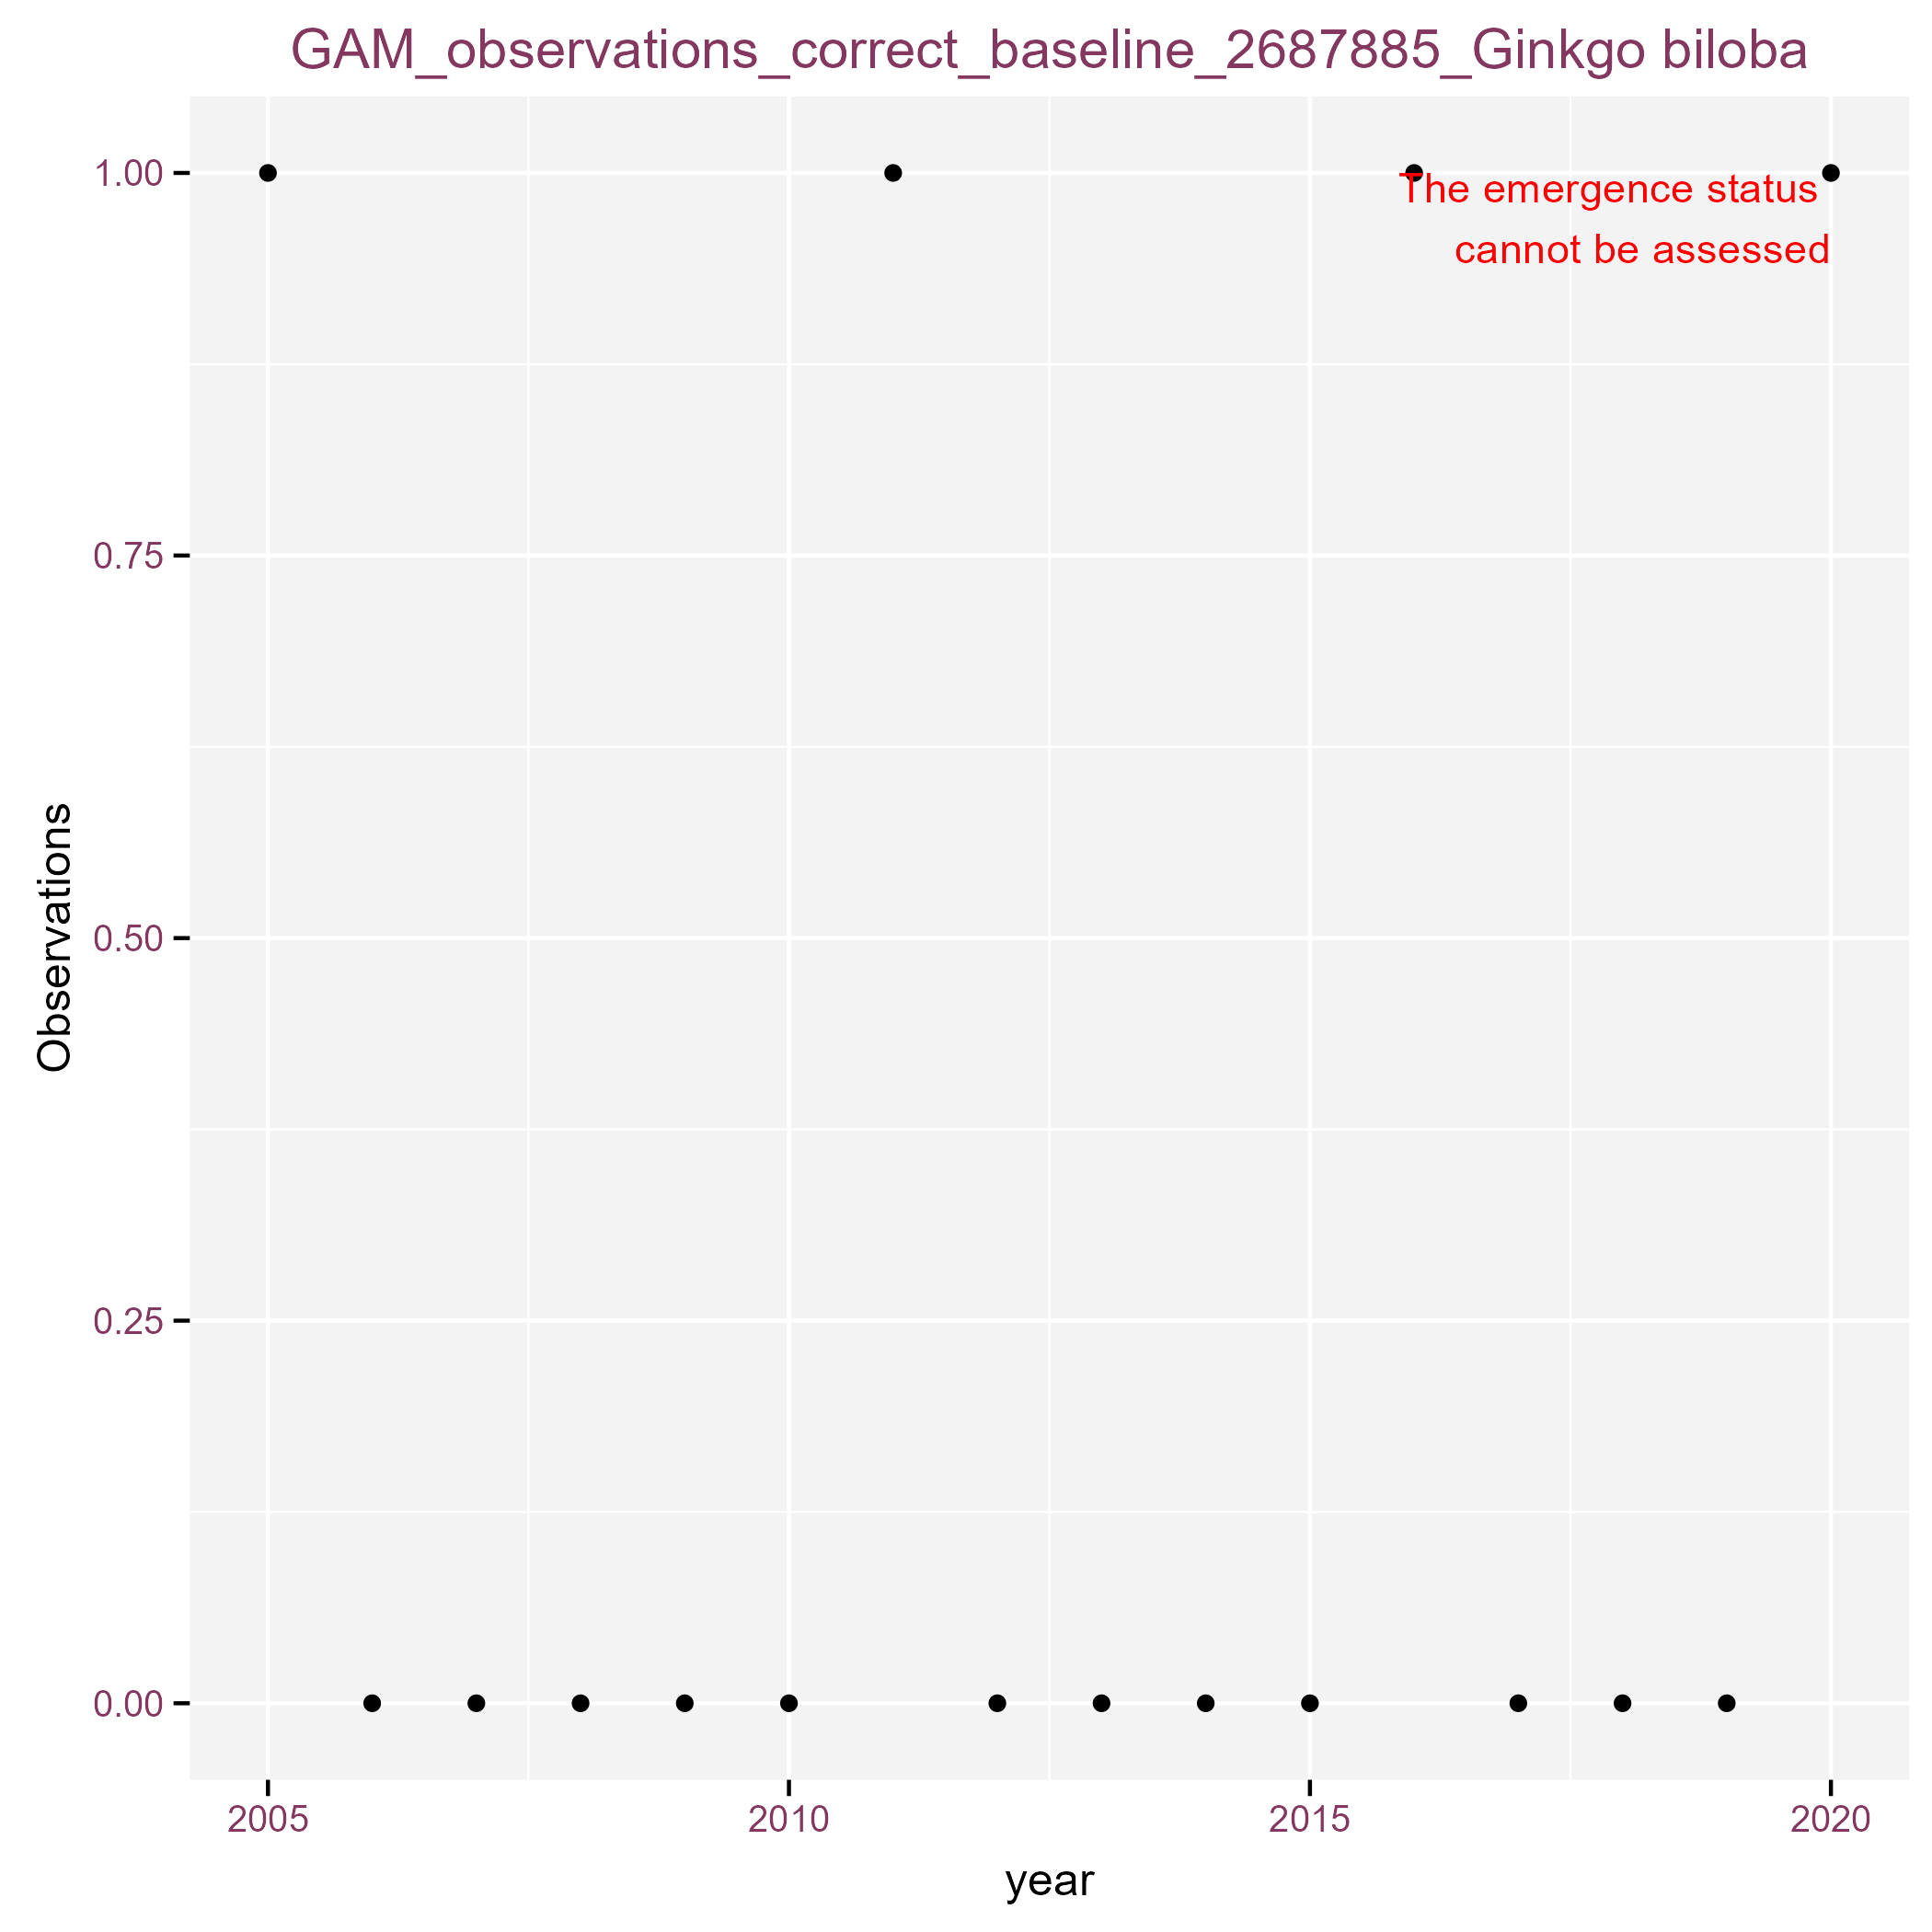 GAM_observations_correct_baseline_2687885_Ginkgo biloba
1.00
The emergence status
cannot be assessed
0.75
Observations
0.50
0.25
0.00
2005 2010 2015 2020
year